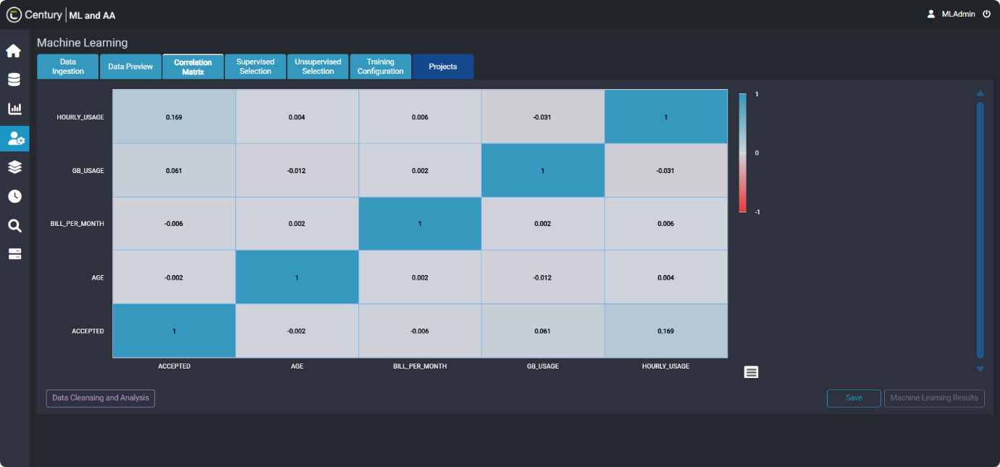 Century | ML and AA
MLAdmin
Machine Learning
Data Ingestion
Data Preview
Correlation Matrix
Supervised Selection
Unsupervised Selection
Training Configuration
Projects
HOURLY_USAGE 0.169 0.004 0.006 -0.031 1
GB_USAGE 0.061 -0.012 0.002 1 -0.031
BILL_PER_MONTH -0.006 0.002 1 0.002 0.006
AGE -0.002 1 0.002 -0.012 0.004
ACCEPTED 1 -0.002 -0.006 0.061 0.169
ACCEPTED AGE BILL_PER_MONTH GB_USAGE HOURLY_USAGE
1
0
-1
Data Cleansing and Analysis
Save
Machine Learning Results